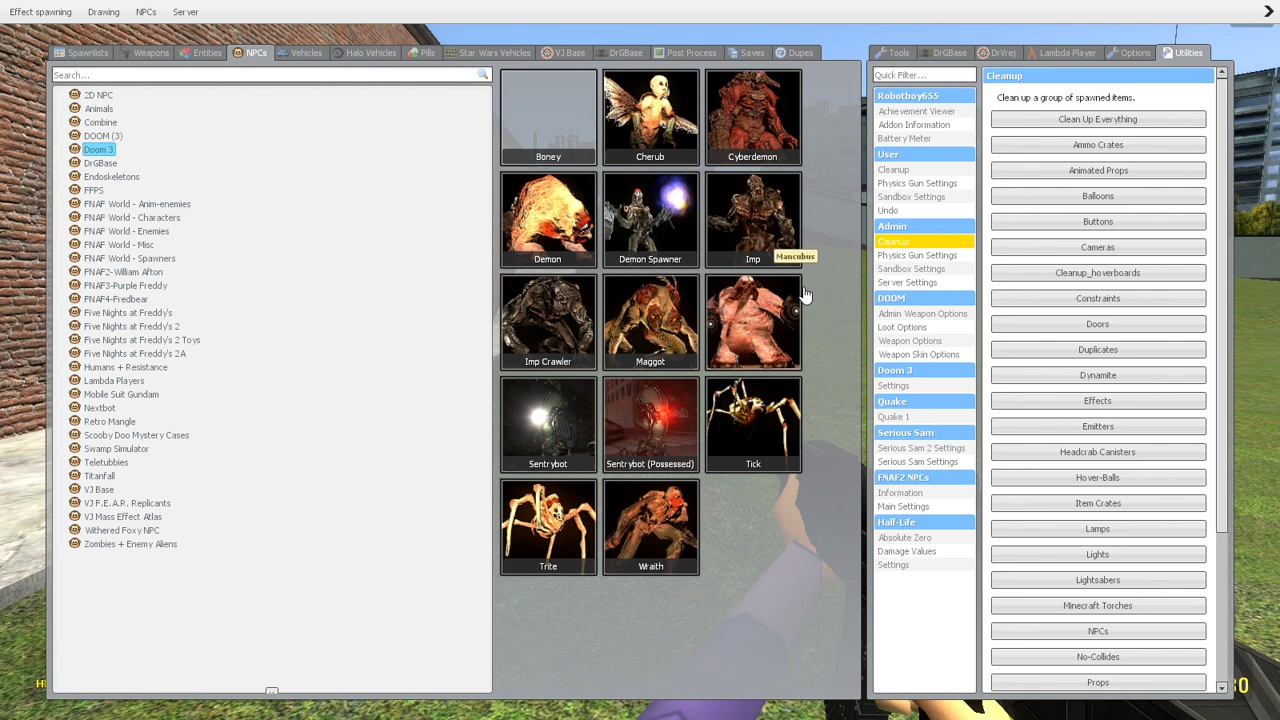 Effect spawning Drawing NPCs Server
Spawnlists Weapons Entities NPCs Vehicles Halo Vehicles Pills Star Wars Vehicles VJ Base DrGBase Post Process Saves Dupes
Search...
2D NPC
Animals
Combine
DOOM (3)
Doom 3
DrGBase
Endoskeletons
FFPS
FNAF World - Anim-enemies
FNAF World - Characters
FNAF World - Enemies
FNAF World - Misc
FNAF World - Spawners
FNAF2-William Afton
FNAF3-Purple Freddy
FNAF4-Fredbear
Five Nights at Freddy's
Five Nights at Freddy's 2
Five Nights at Freddy's 2 Toys
Five Nights at Freddy's 2A
Humans + Resistance
Lambda Players
Mobile Suit Gundam
Nextbot
Retro Mangle
Scooby Doo Mystery Cases
Swamp Simulator
Teletubbies
Titanfall
VJ Base
VJ F.E.A.R. Replicants
VJ Mass Effect Atlas
Withered Foxy NPC
Zombies + Enemy Aliens
Boney Cherub Cyberdemon
Demon Demon Spawner Imp
Mancubus
Imp Crawler Maggot
Sentrybot Sentrybot (Possessed) Tick
Trite Wraith
Tools DrGBase DrVrej Lambda Player Options Utilities
Quick Filter...
Robotboy655
Achievement Viewer
Addon Information
Battery Meter
User
Cleanup
Physics Gun Settings
Sandbox Settings
Undo
Admin
Cleanup
Physics Gun Settings
Sandbox Settings
Server Settings
DOOM
Admin Weapon Options
Loot Options
Weapon Options
Weapon Skin Options
Doom 3
Settings
Quake
Quake 1
Serious Sam
Serious Sam 2 Settings
Serious Sam Settings
FNAF2 NPCs
Information
Main Settings
Half-Life
Absolute Zero
Damage Values
Settings
Cleanup
Clean up a group of spawned items.
Clean Up Everything
Ammo Crates
Animated Props
Balloons
Buttons
Cameras
Cleanup_hoverboards
Constraints
Doors
Duplicates
Dynamite
Effects
Emitters
Headcrab Canisters
Hover-Balls
Item Crates
Lamps
Lights
Lightsabers
Minecraft Torches
NPCs
No-Collides
Props